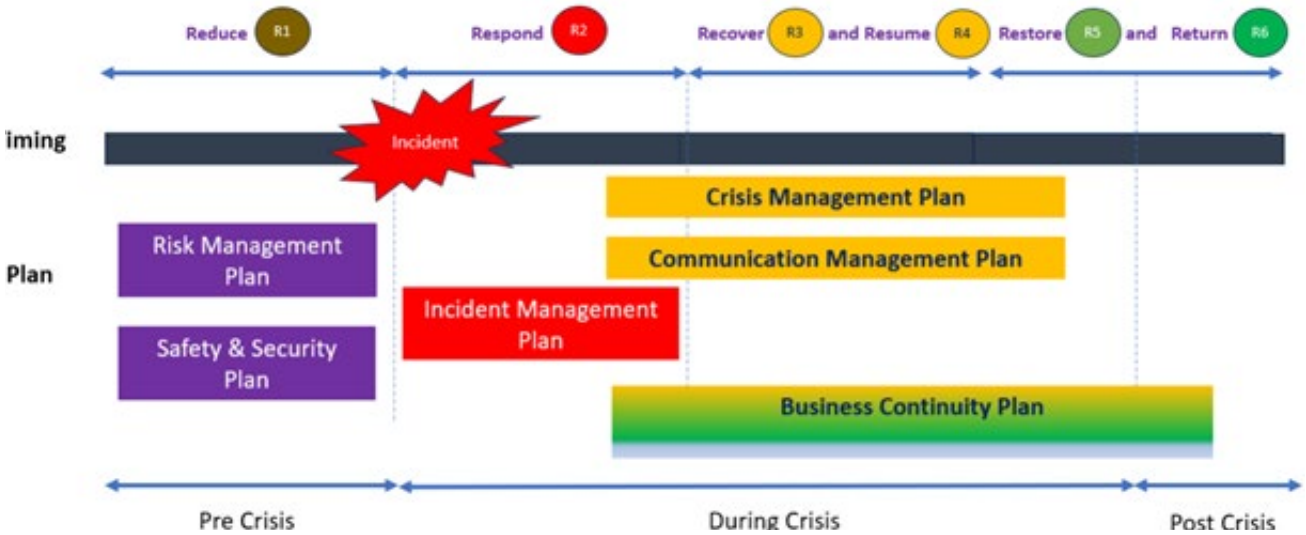 Reduce R1
Respond R2
Recover R3 and Resume R4
Restore R5 and Return R6
iming
Incident
Crisis Management Plan
Risk Management
Plan
Communication Management Plan
Plan
Incident Management
Plan
Safety & Security
Plan
Business Continuity Plan
Pre Crisis
During Crisis
Post Crisis